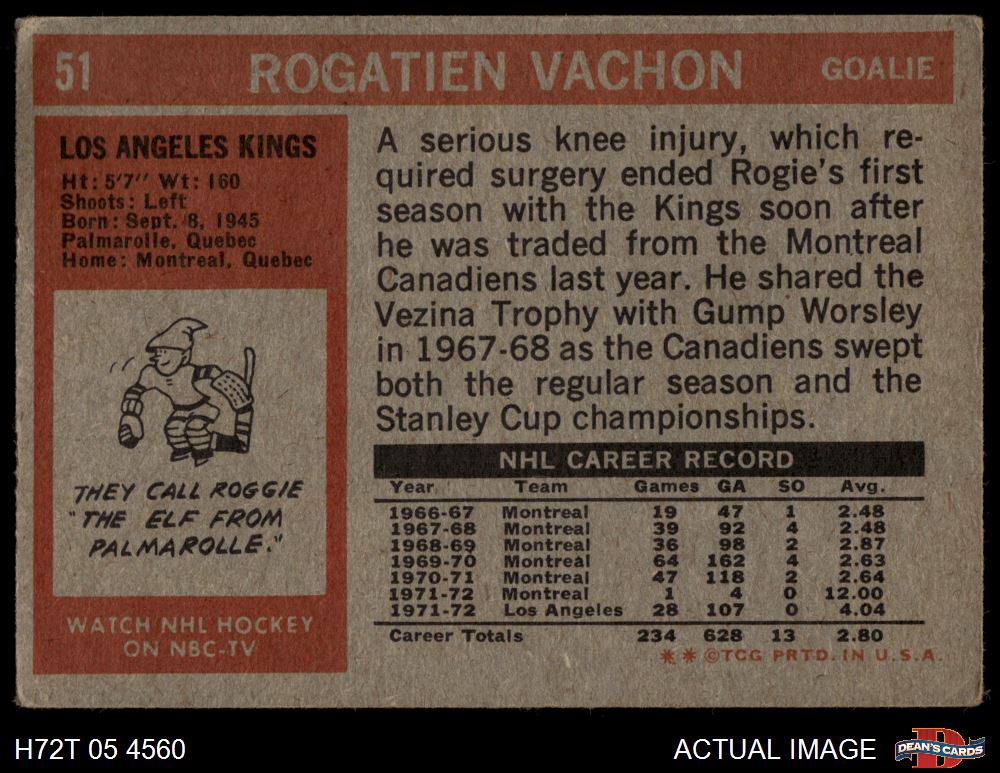 51 ROGATIEN VACHON GOALIE
LOS ANGELES KINGS
Ht: 5'7" Wt: 160
Shoots: Left
Born: Sept. 8, 1945
Palmarolle, Quebec
Home: Montreal, Quebec
THEY CALL ROGGIE
"THE ELF FROM
PALMAROLLE."
WATCH NHL HOCKEY
ON NBC-TV
A serious knee injury, which re-
quired surgery ended Rogie's first
season with the Kings soon after
he was traded from the Montreal
Canadiens last year. He shared the
Vezina Trophy with Gump Worsley
in 1967-68 as the Canadiens swept
both the regular season and the
Stanley Cup championships.
NHL CAREER RECORD
Year Team Games GA SO Avg.
1966-67 Montreal 19 47 1 2.48
1967-68 Montreal 39 92 4 2.48
1968-69 Montreal 36 98 2 2.87
1969-70 Montreal 64 162 4 2.63
1970-71 Montreal 47 118 2 2.64
1971-72 Montreal 1 4 0 12.00
1971-72 Los Angeles 28 107 0 4.04
Career Totals 234 628 13 2.80
** ©TCG PRTD. IN U.S.A.
H72T 05 4560 ACTUAL IMAGE DEAN'S CARDS